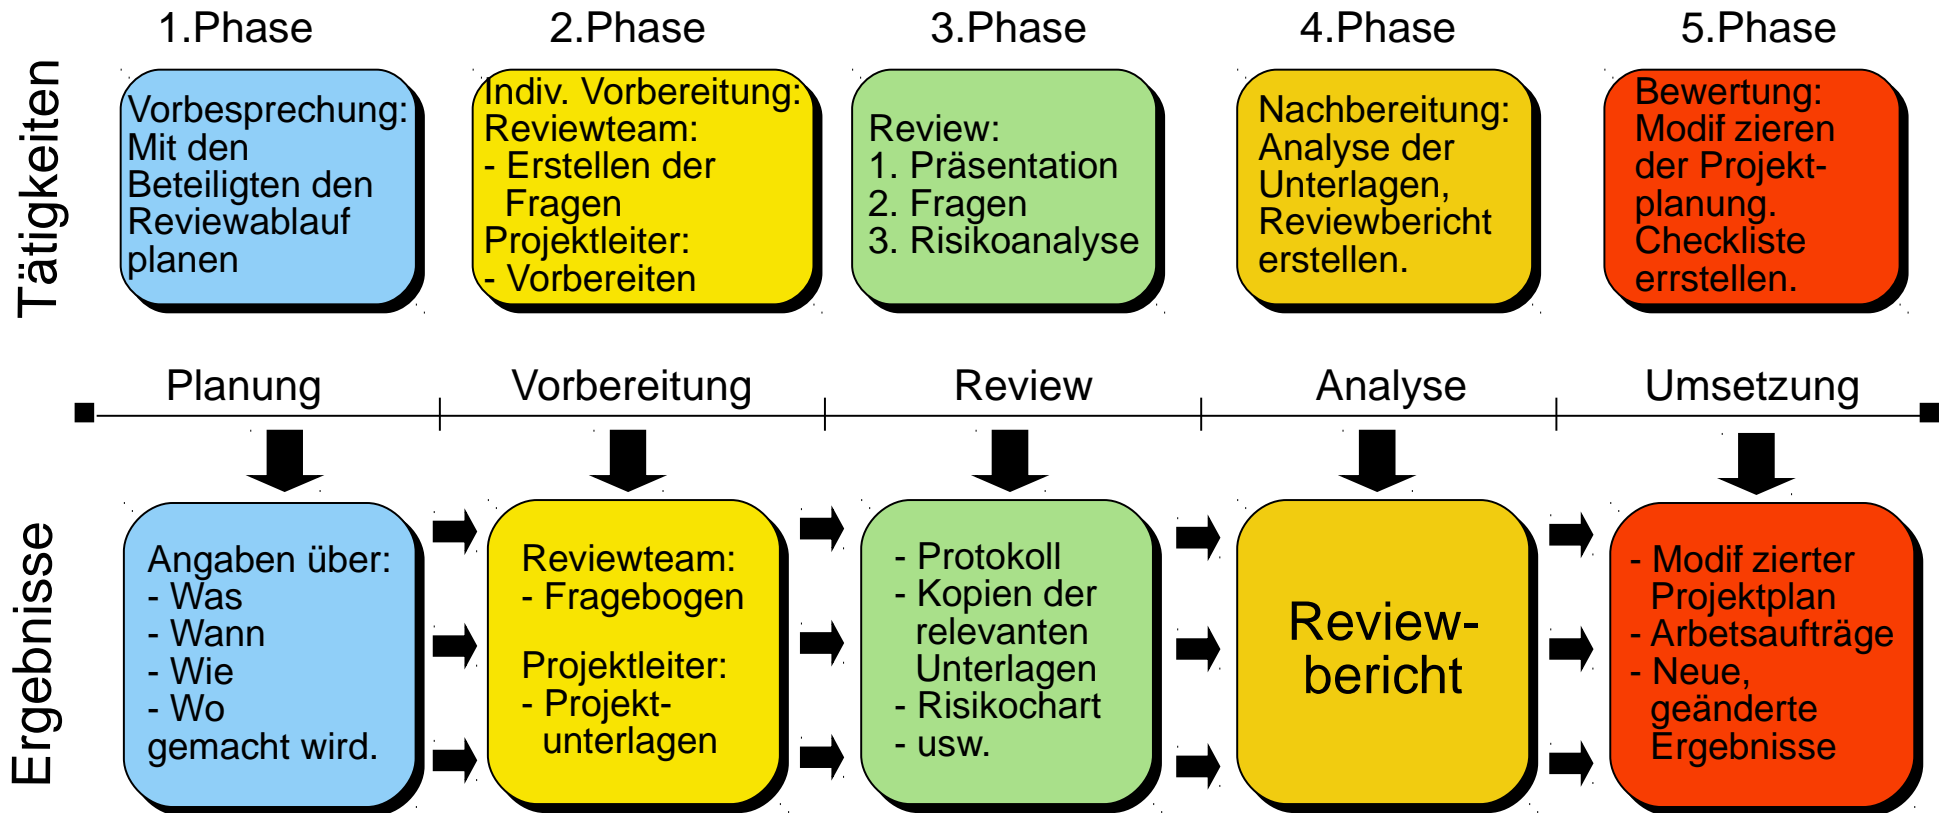 1.Phase
2.Phase
3.Phase
4.Phase
5.Phase
Tätigkeiten
Vorbesprechung:
Mit den
Beteiligten den
Reviewablauf
planen
Indiv. Vorbereitung:
Reviewteam:
- Erstellen der
Fragen
Projektleiter:
- Vorbereiten
Review:
1. Präsentation
2. Fragen
3. Risikoanalyse
Nachbereitung:
Analyse der
Unterlagen,
Reviewbericht
erstellen.
Bewertung:
Modif zieren
der Projekt-
planung.
Checkliste
errstellen.
Planung
Vorbereitung
Review
Analyse
Umsetzung
Ergebnisse
Angaben über:
- Was
- Wann
- Wie
- Wo
gemacht wird.
Reviewteam:
- Fragebogen
Projektleiter:
- Projekt-
unterlagen
- Protokoll
- Kopien der
relevanten
Unterlagen
- Risikochart
- usw.
Review-
bericht
- Modif zierter
Projektplan
- Arbetsaufträge
- Neue,
geänderte
Ergebnisse